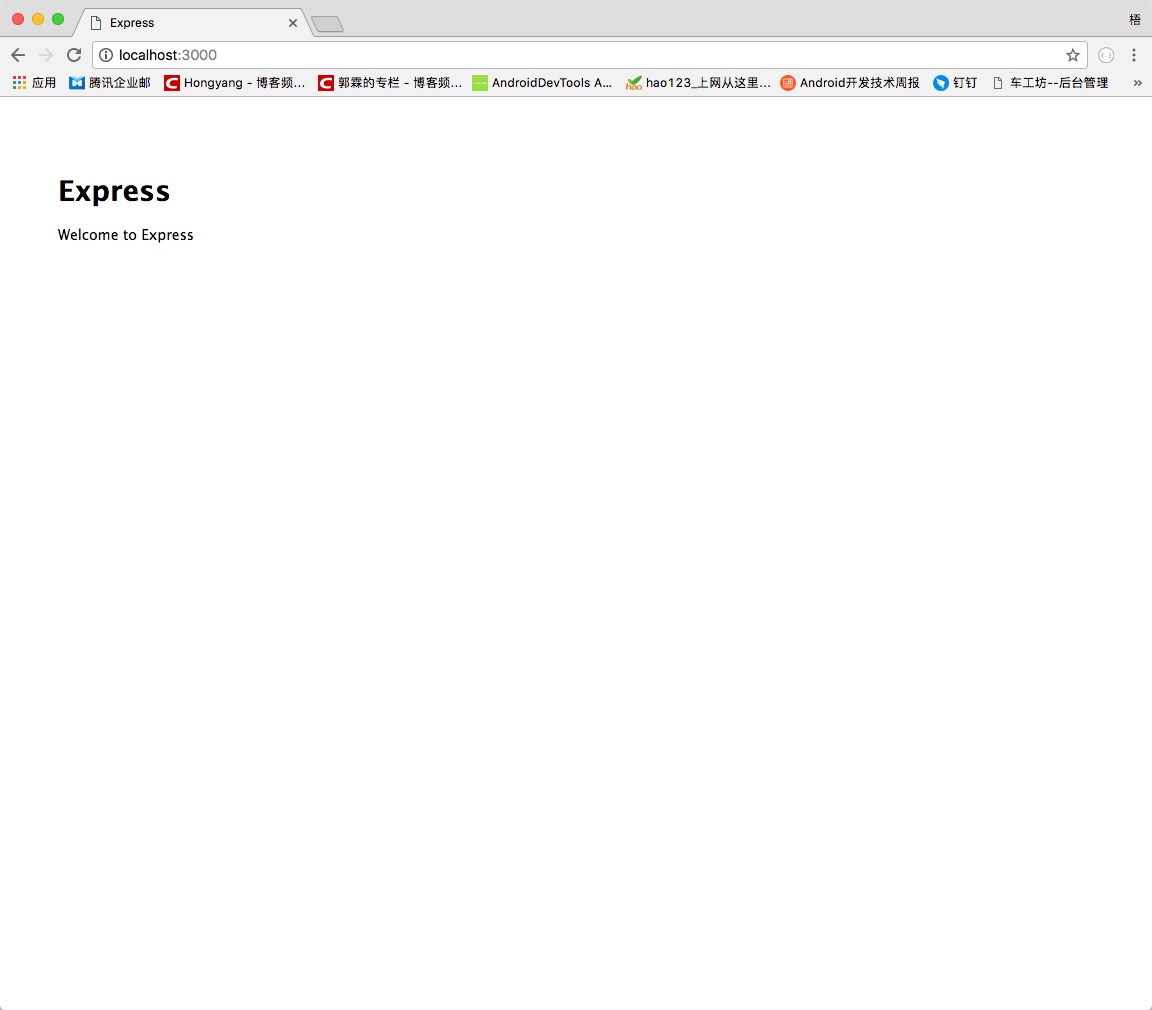 Express
梧
localhost:3000
应用 腾讯企业邮 Hongyang - 博客频... 郭霖的专栏 - 博客频... AndroidDevTools A... hao123_上网从这里... Android开发技术周报 钉钉 车工坊--后台管理 »
Express
Welcome to Express